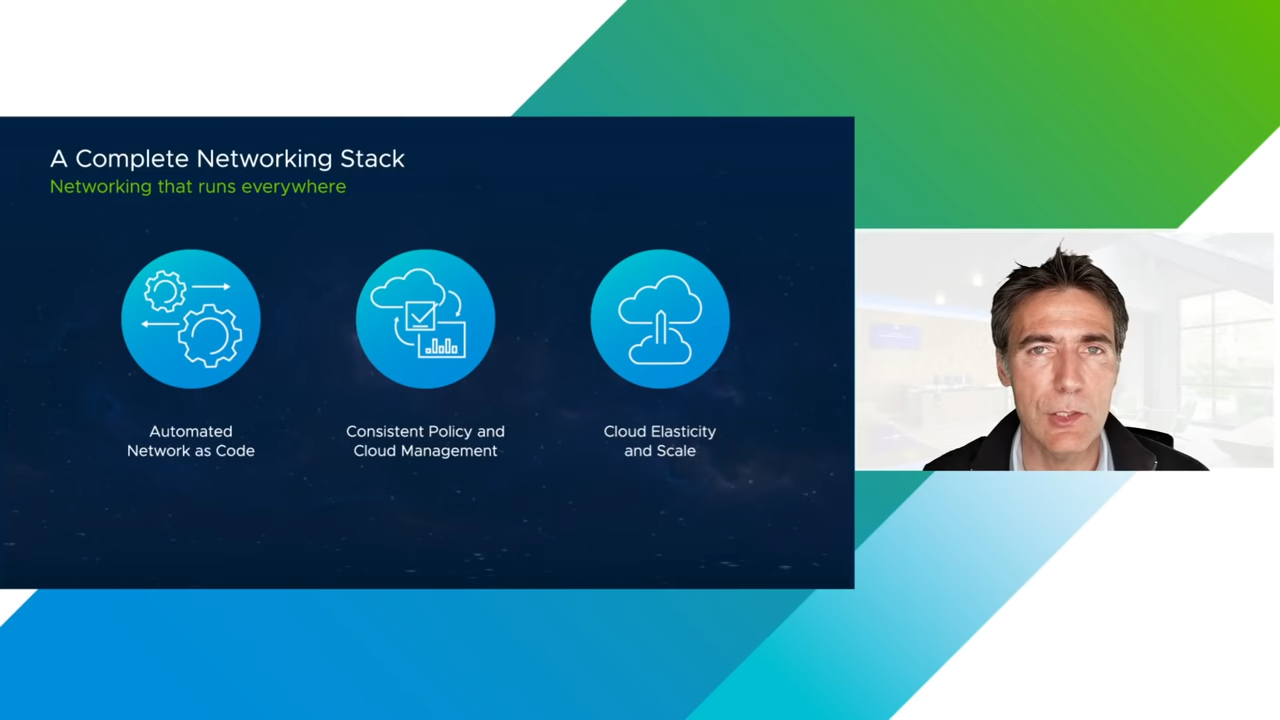 A Complete Networking Stack
Networking that runs everywhere
Automated
Network as Code
Consistent Policy and
Cloud Management
Cloud Elasticity
and Scale